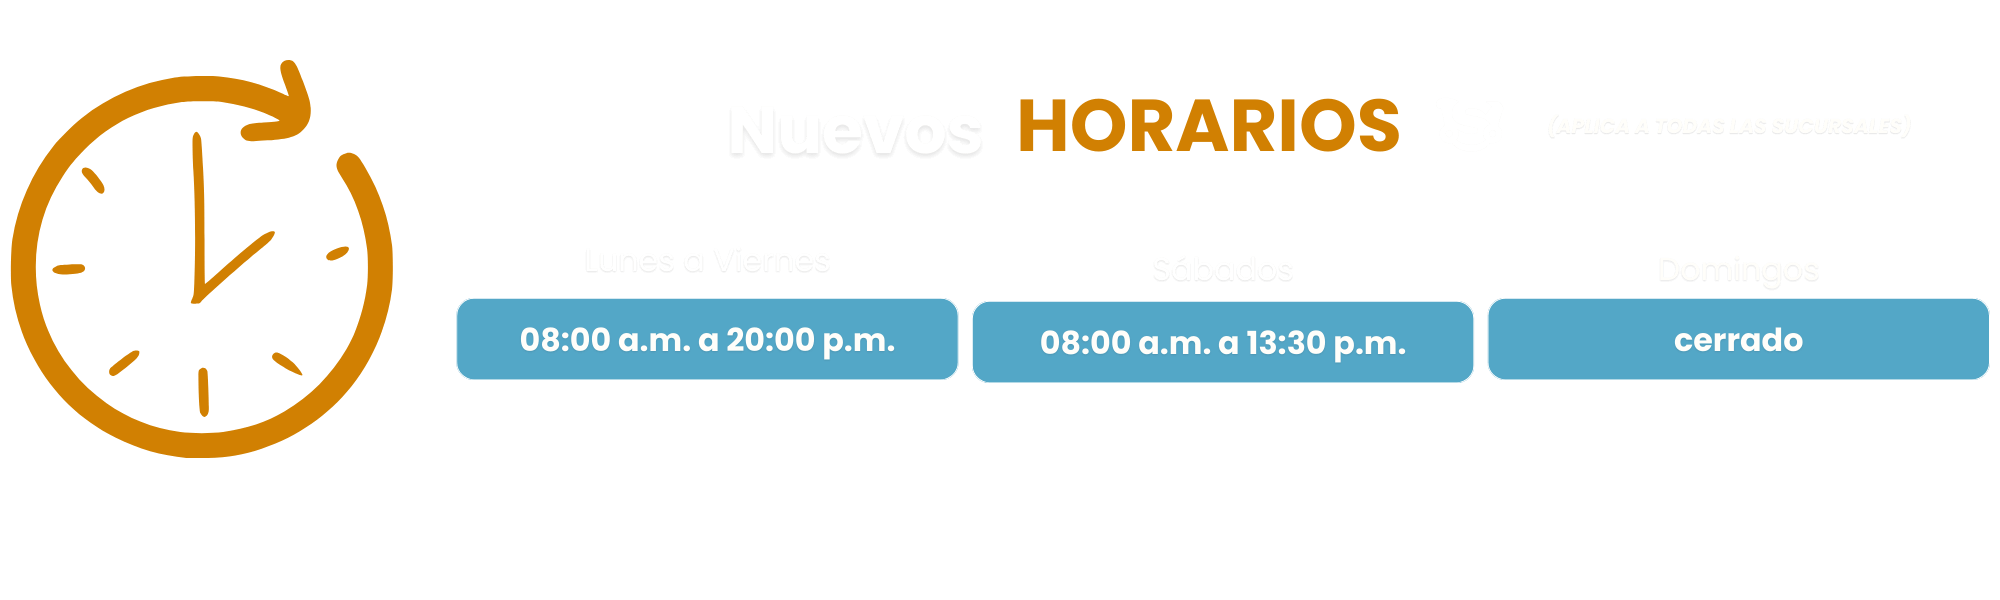 Nuevos HORARIOS (APLICA A TODAS LAS SUCURSALES)
Lunes a Viernes
08:00 a.m. a 20:00 p.m.
Sábados
08:00 a.m. a 13:30 p.m.
Domingos
cerrado